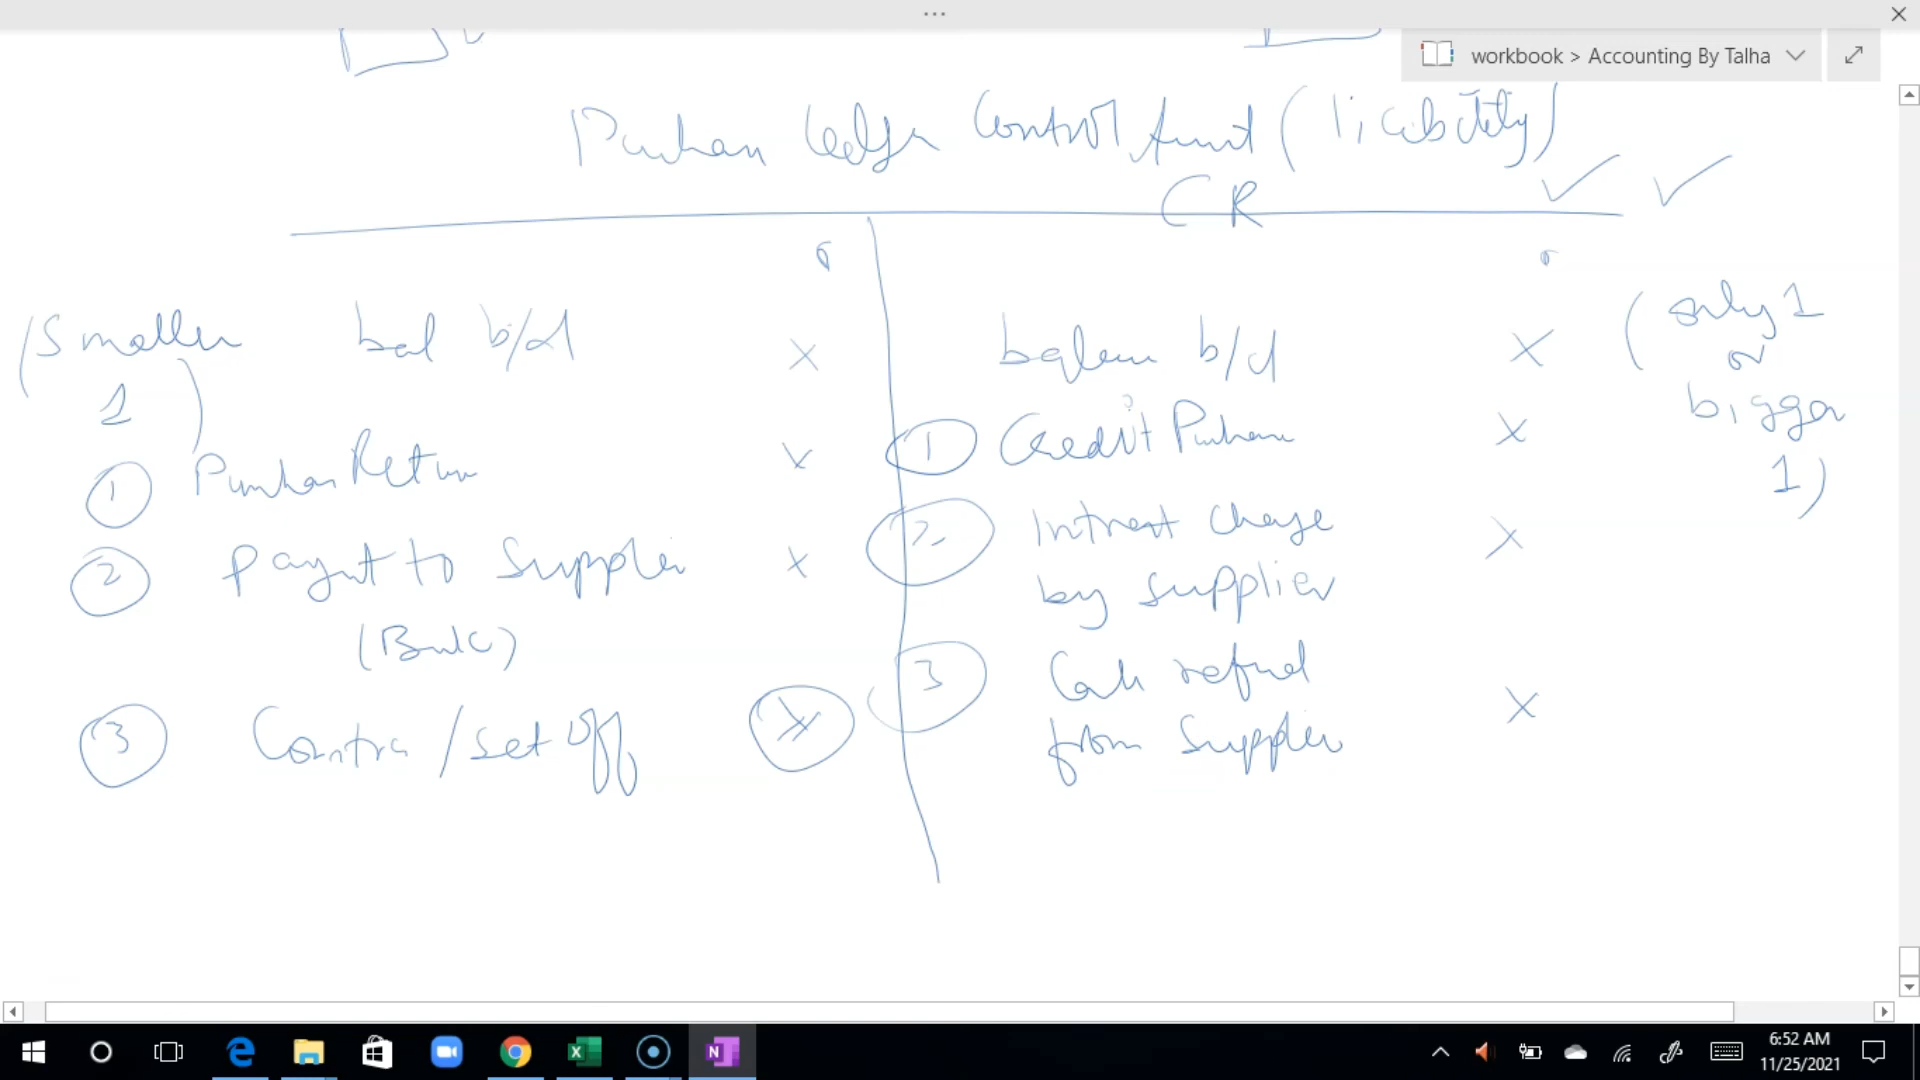 ...
workbook > Accounting By Talha
Purchase Ledger Control Account (liability)
CR
(Smaller 1) bal b/d x
balance b/d x (only 1 or bigger 1)
1 Purchase Return x
1 Credit Purchase x
2 Payment to Supplier (Bank) x
2 Intrest charge by supplier x
3 Contra / set off x
3 Cash refund from Supplier x
6:52 AM
11/25/2021